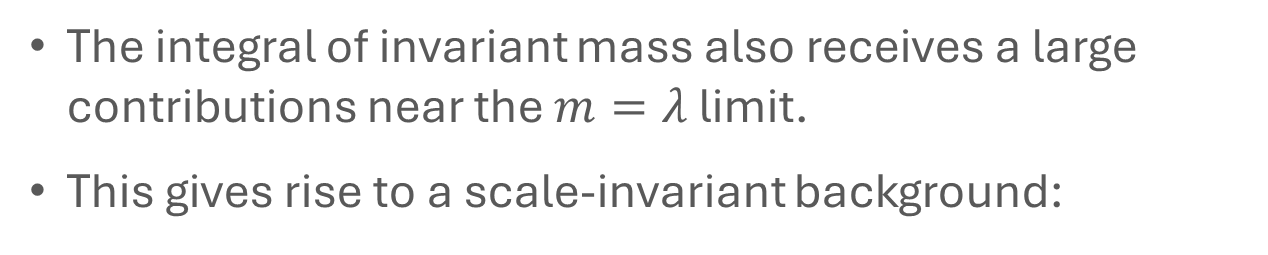 • The integral of invariant mass also receives a large
contributions near the 𝑚 = 𝜆 limit.
• This gives rise to a scale-invariant background: